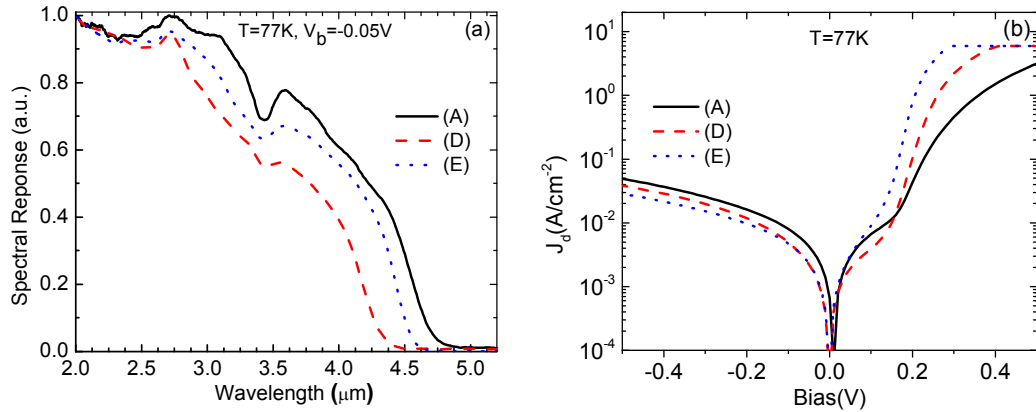 T=77K, V_b=-0.05V
(a)
Spectral Reponse (a.u.)
1.0
0.8
0.6
0.4
0.2
0.0
(A)
(D)
(E)
2.0 2.5 3.0 3.5 4.0 4.5 5.0
Wavelength (μm)
T=77K
(b)
J_d(A/cm^-2)
10^1
10^0
10^-1
10^-2
10^-3
10^-4
(A)
(D)
(E)
-0.4 -0.2 0.0 0.2 0.4
Bias(V)